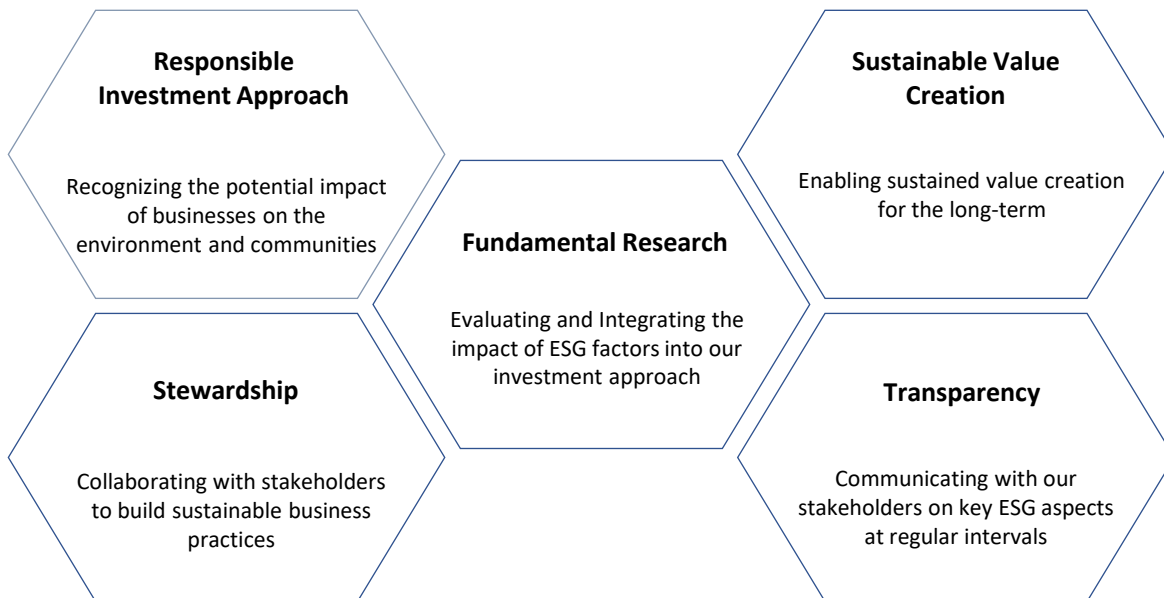 Responsible
Investment Approach
Recognizing the potential impact
of businesses on the
environment and communities
Sustainable Value
Creation
Enabling sustained value creation
for the long-term
Fundamental Research
Evaluating and Integrating the
impact of ESG factors into our
investment approach
Stewardship
Collaborating with stakeholders
to build sustainable business
practices
Transparency
Communicating with our
stakeholders on key ESG aspects
at regular intervals